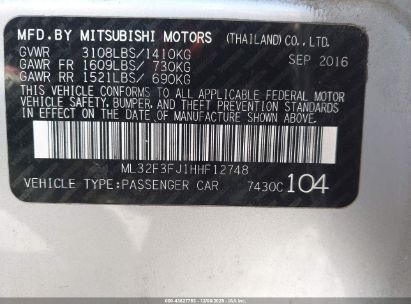 MFD.BY MITSUBISHI MOTORS (THAILAND) CO., LTD.
GVWR 3108LBS/1410KG SEP 2016
GAWR FR 1609LBS/ 730KG
GAWR RR 1521LBS/ 690KG
THIS VEHICLE CONFORMS TO ALL APPLICABLE FEDERAL MOTOR
VEHICLE SAFETY, BUMPER, AND THEFT PREVENTION STANDARDS
IN EFFECT ON THE DATE OF MANUFACTURE SHOWN ABOVE.
ML32F3FJ1HHF12748
VEHICLE TYPE:PASSENGER CAR 7430C 104